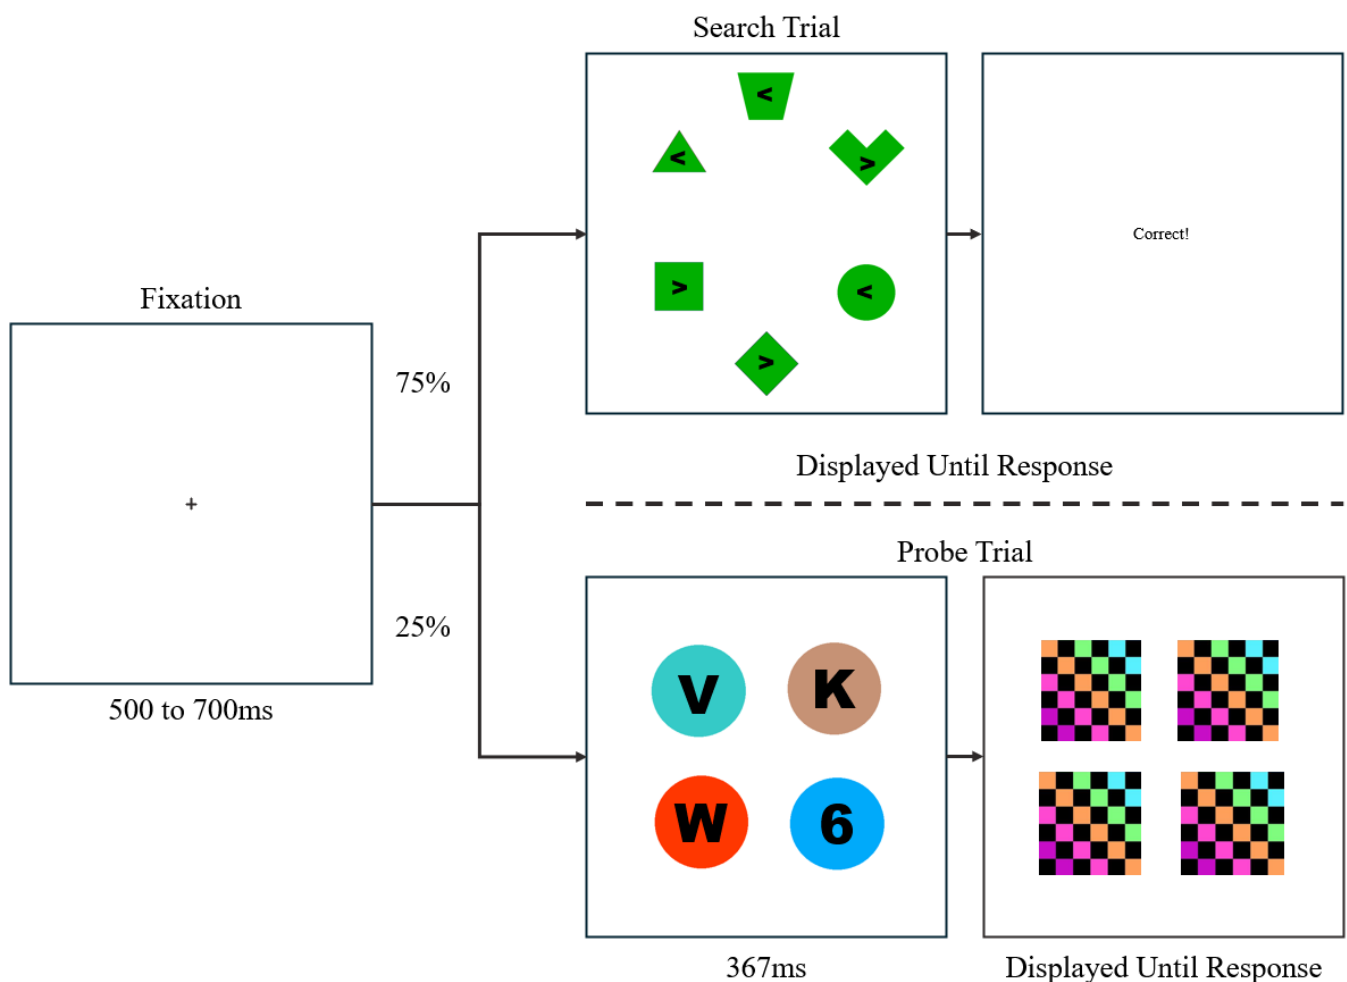 Search Trial
<
<
>
>
<
>
Correct!
Fixation
+
75%
25%
500 to 700ms
Displayed Until Response
Probe Trial
V
K
W
6
367ms
Displayed Until Response